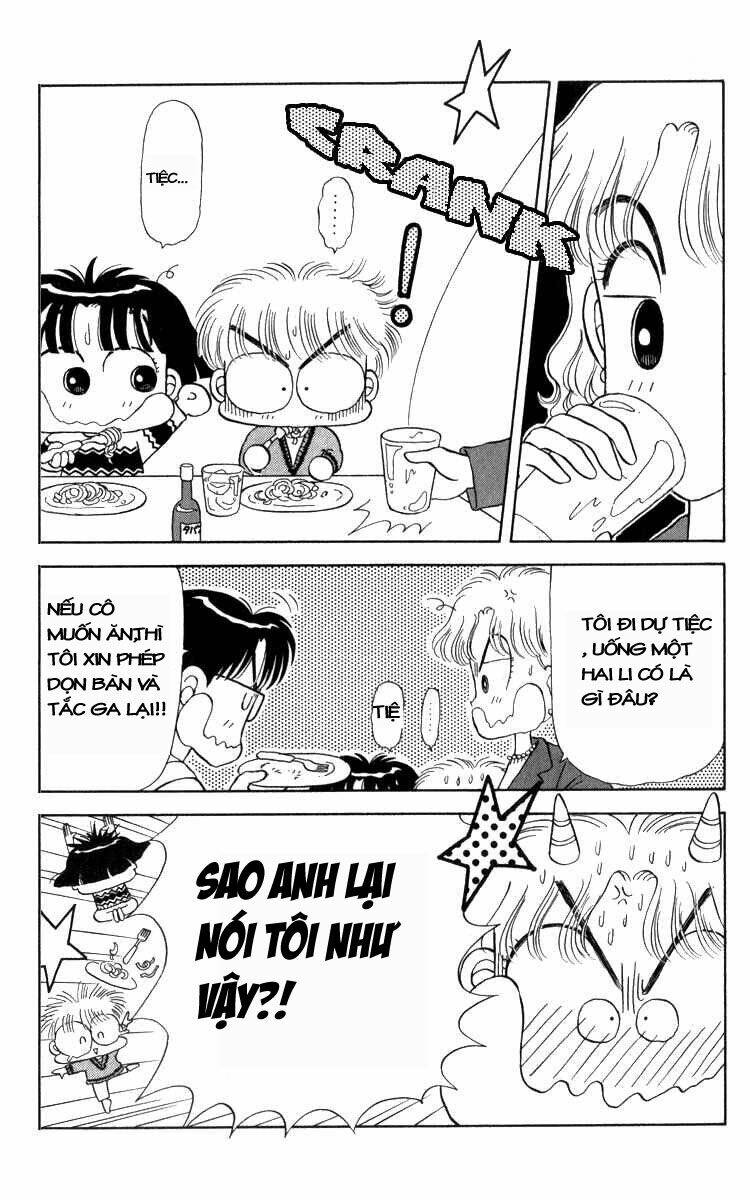 TIỆC...
......
CRANK
!
TÔI ĐI DỰ TIỆC
, UỐNG MỘT
HAI LI CÓ LÀ
GÌ ĐÂU?
......
TIỆ
NẾU CÔ
MUỐN ĂN,THÌ
TÔI XIN PHÉP
DỌN BÀN VÀ
TẮC GA LẠI!!
SAO ANH LẠI
NÓI TÔI NHƯ
VẬY?!